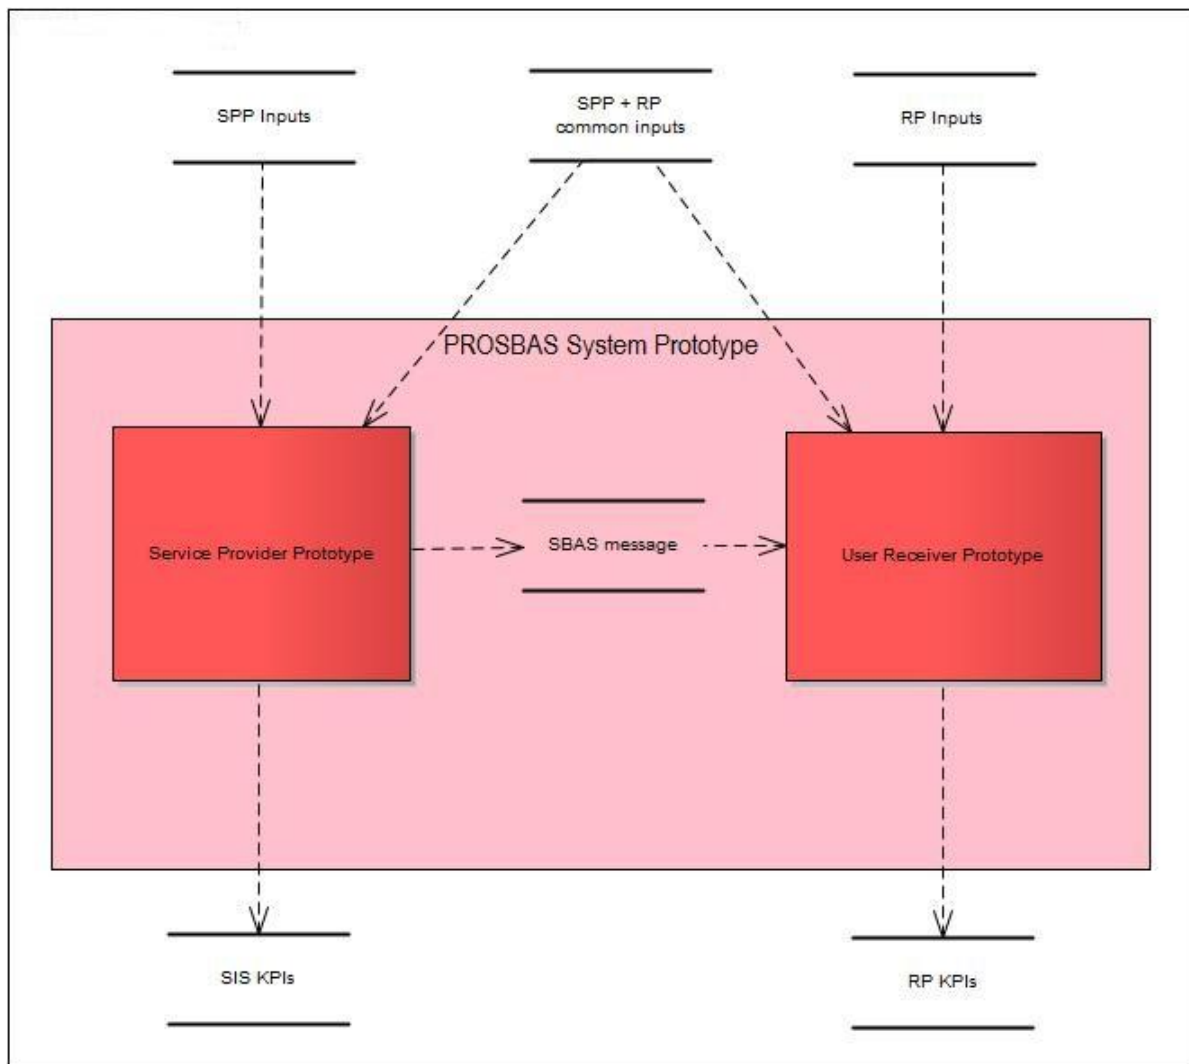 SPP Inputs
SPP + RP
common inputs
RP Inputs
PROSBAS System Prototype
Service Provider Prototype
SBAS message
User Receiver Prototype
SIS KPIs
RP KPIs